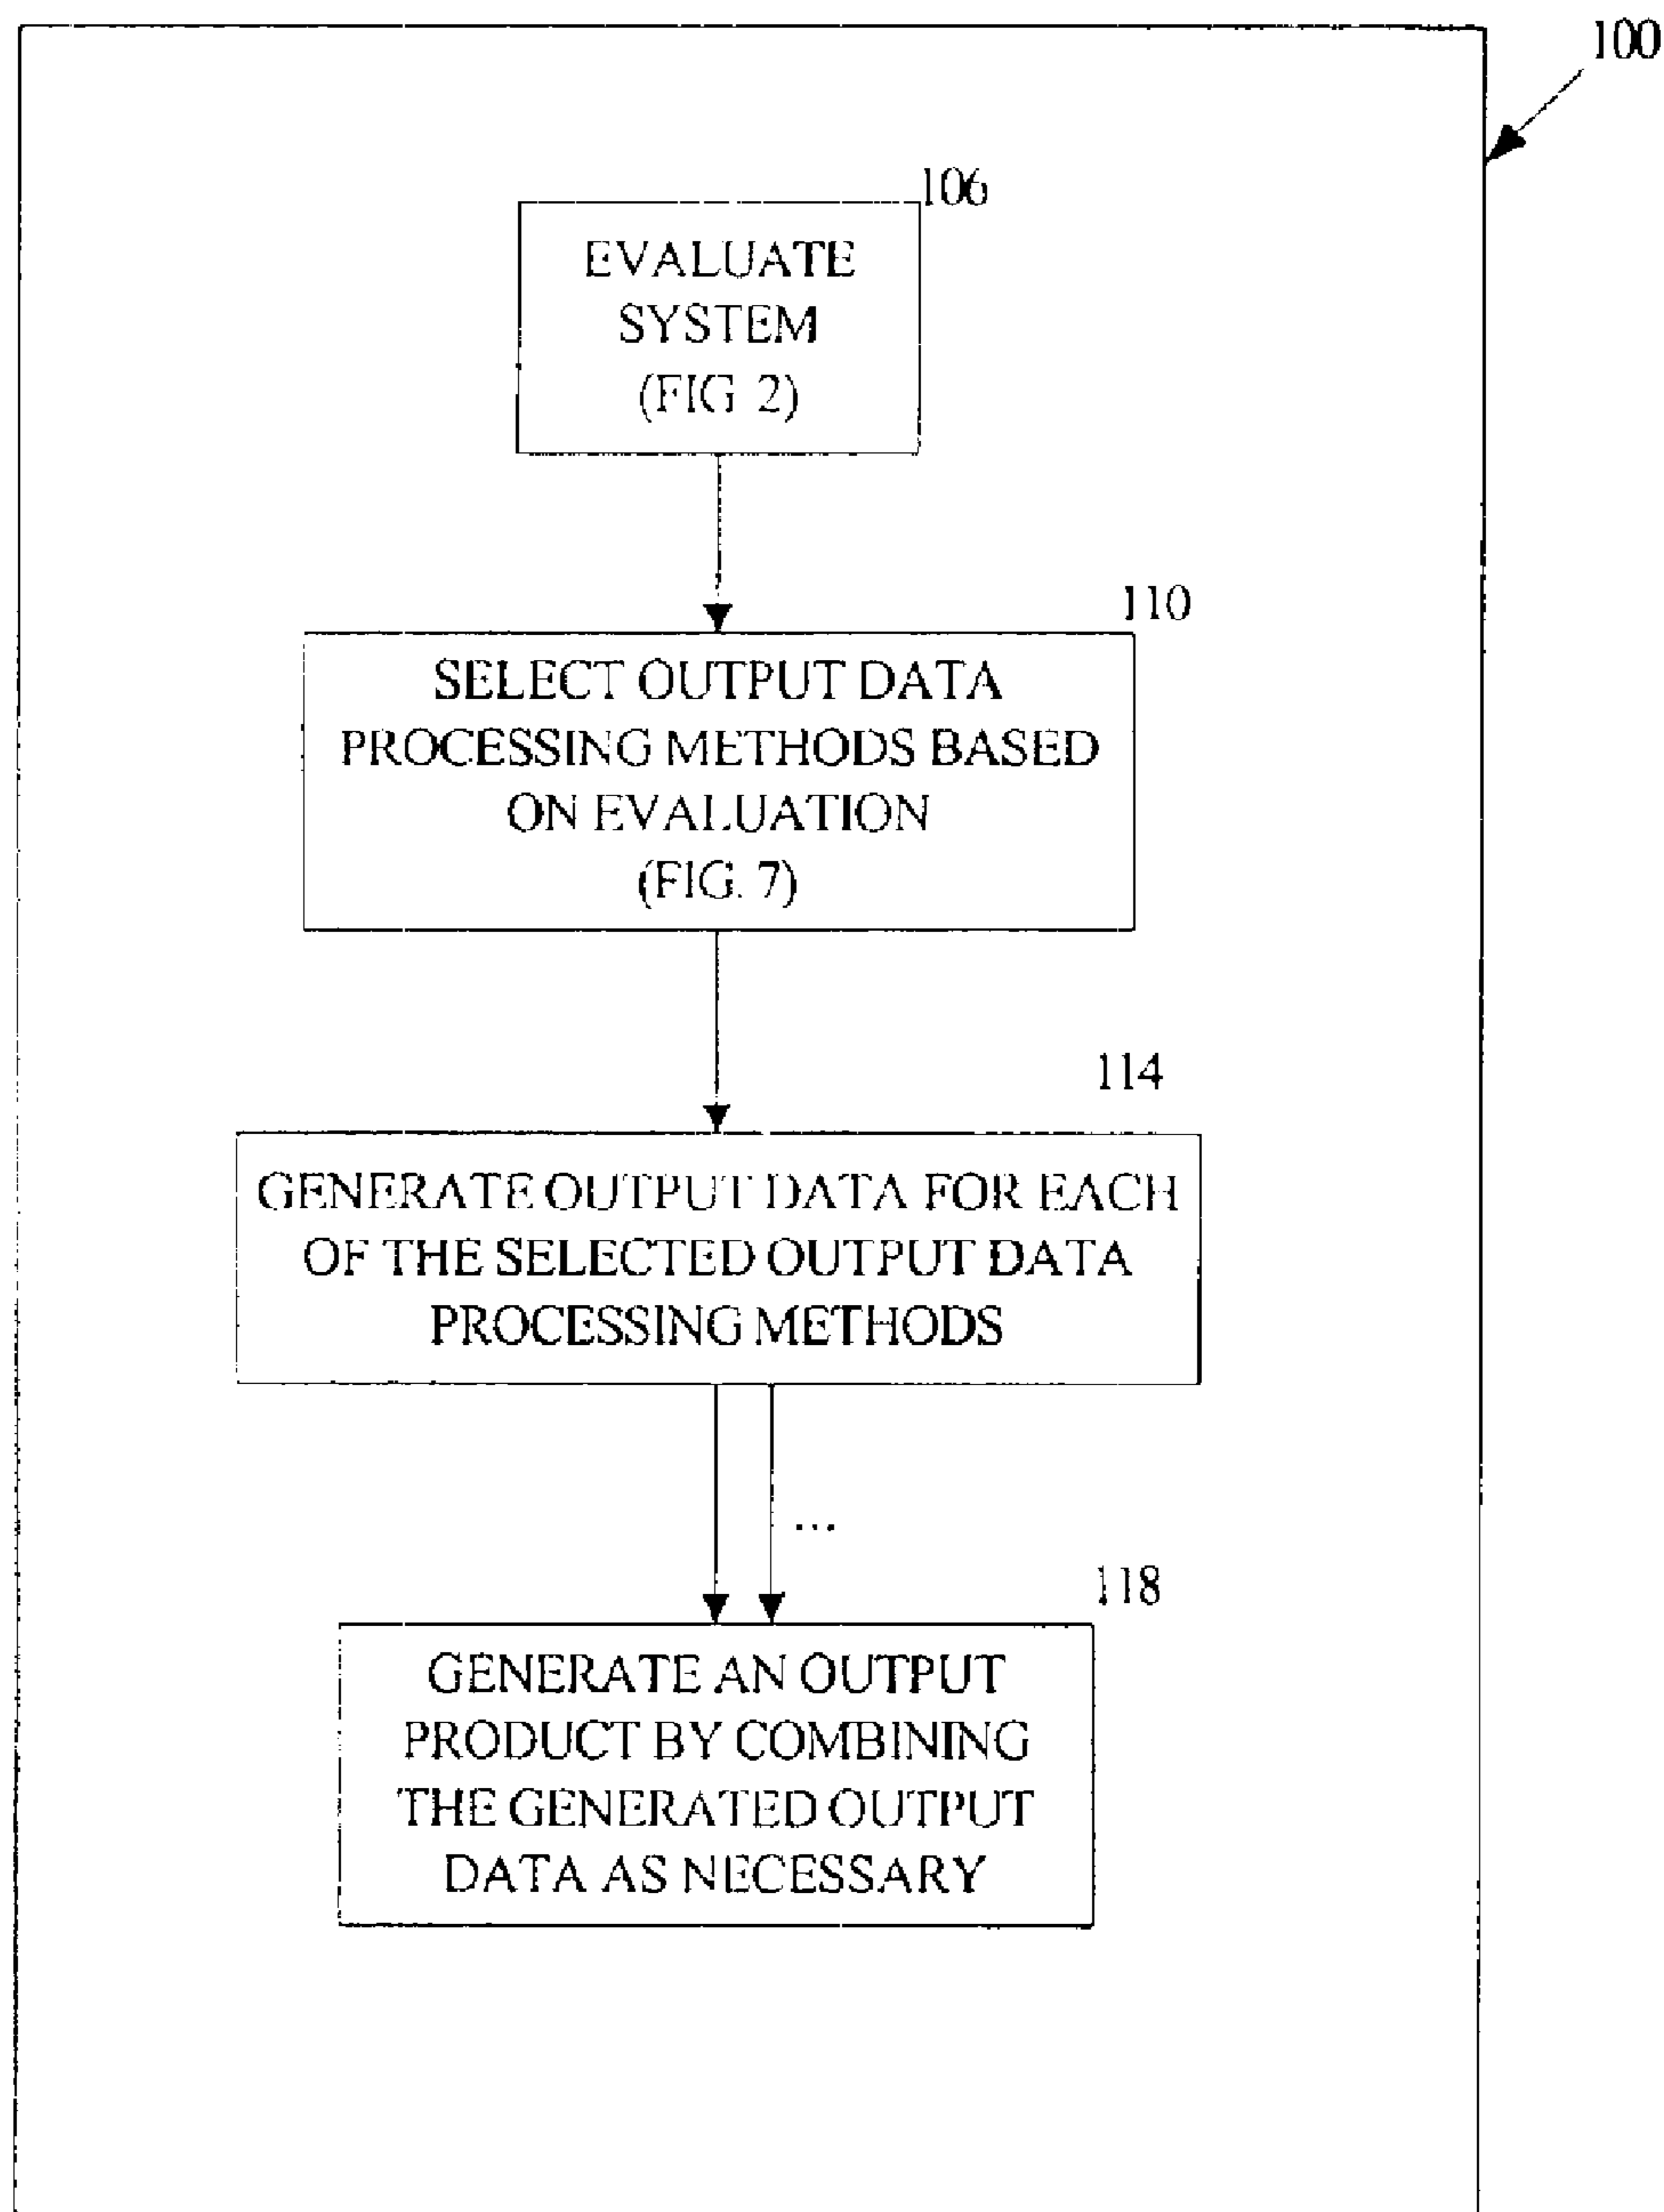 100
106
EVALUATE
SYSTEM
(FIG 2)
110
SELECT OUTPUT DATA
PROCESSING METHODS BASED
ON EVALUATION
(FIG. 7)
114
GENERATE OUTPUT DATA FOR EACH
OF THE SELECTED OUTPUT DATA
PROCESSING METHODS
...
118
GENERATE AN OUTPUT
PRODUCT BY COMBINING
THE GENERATED OUTPUT
DATA AS NECESSARY